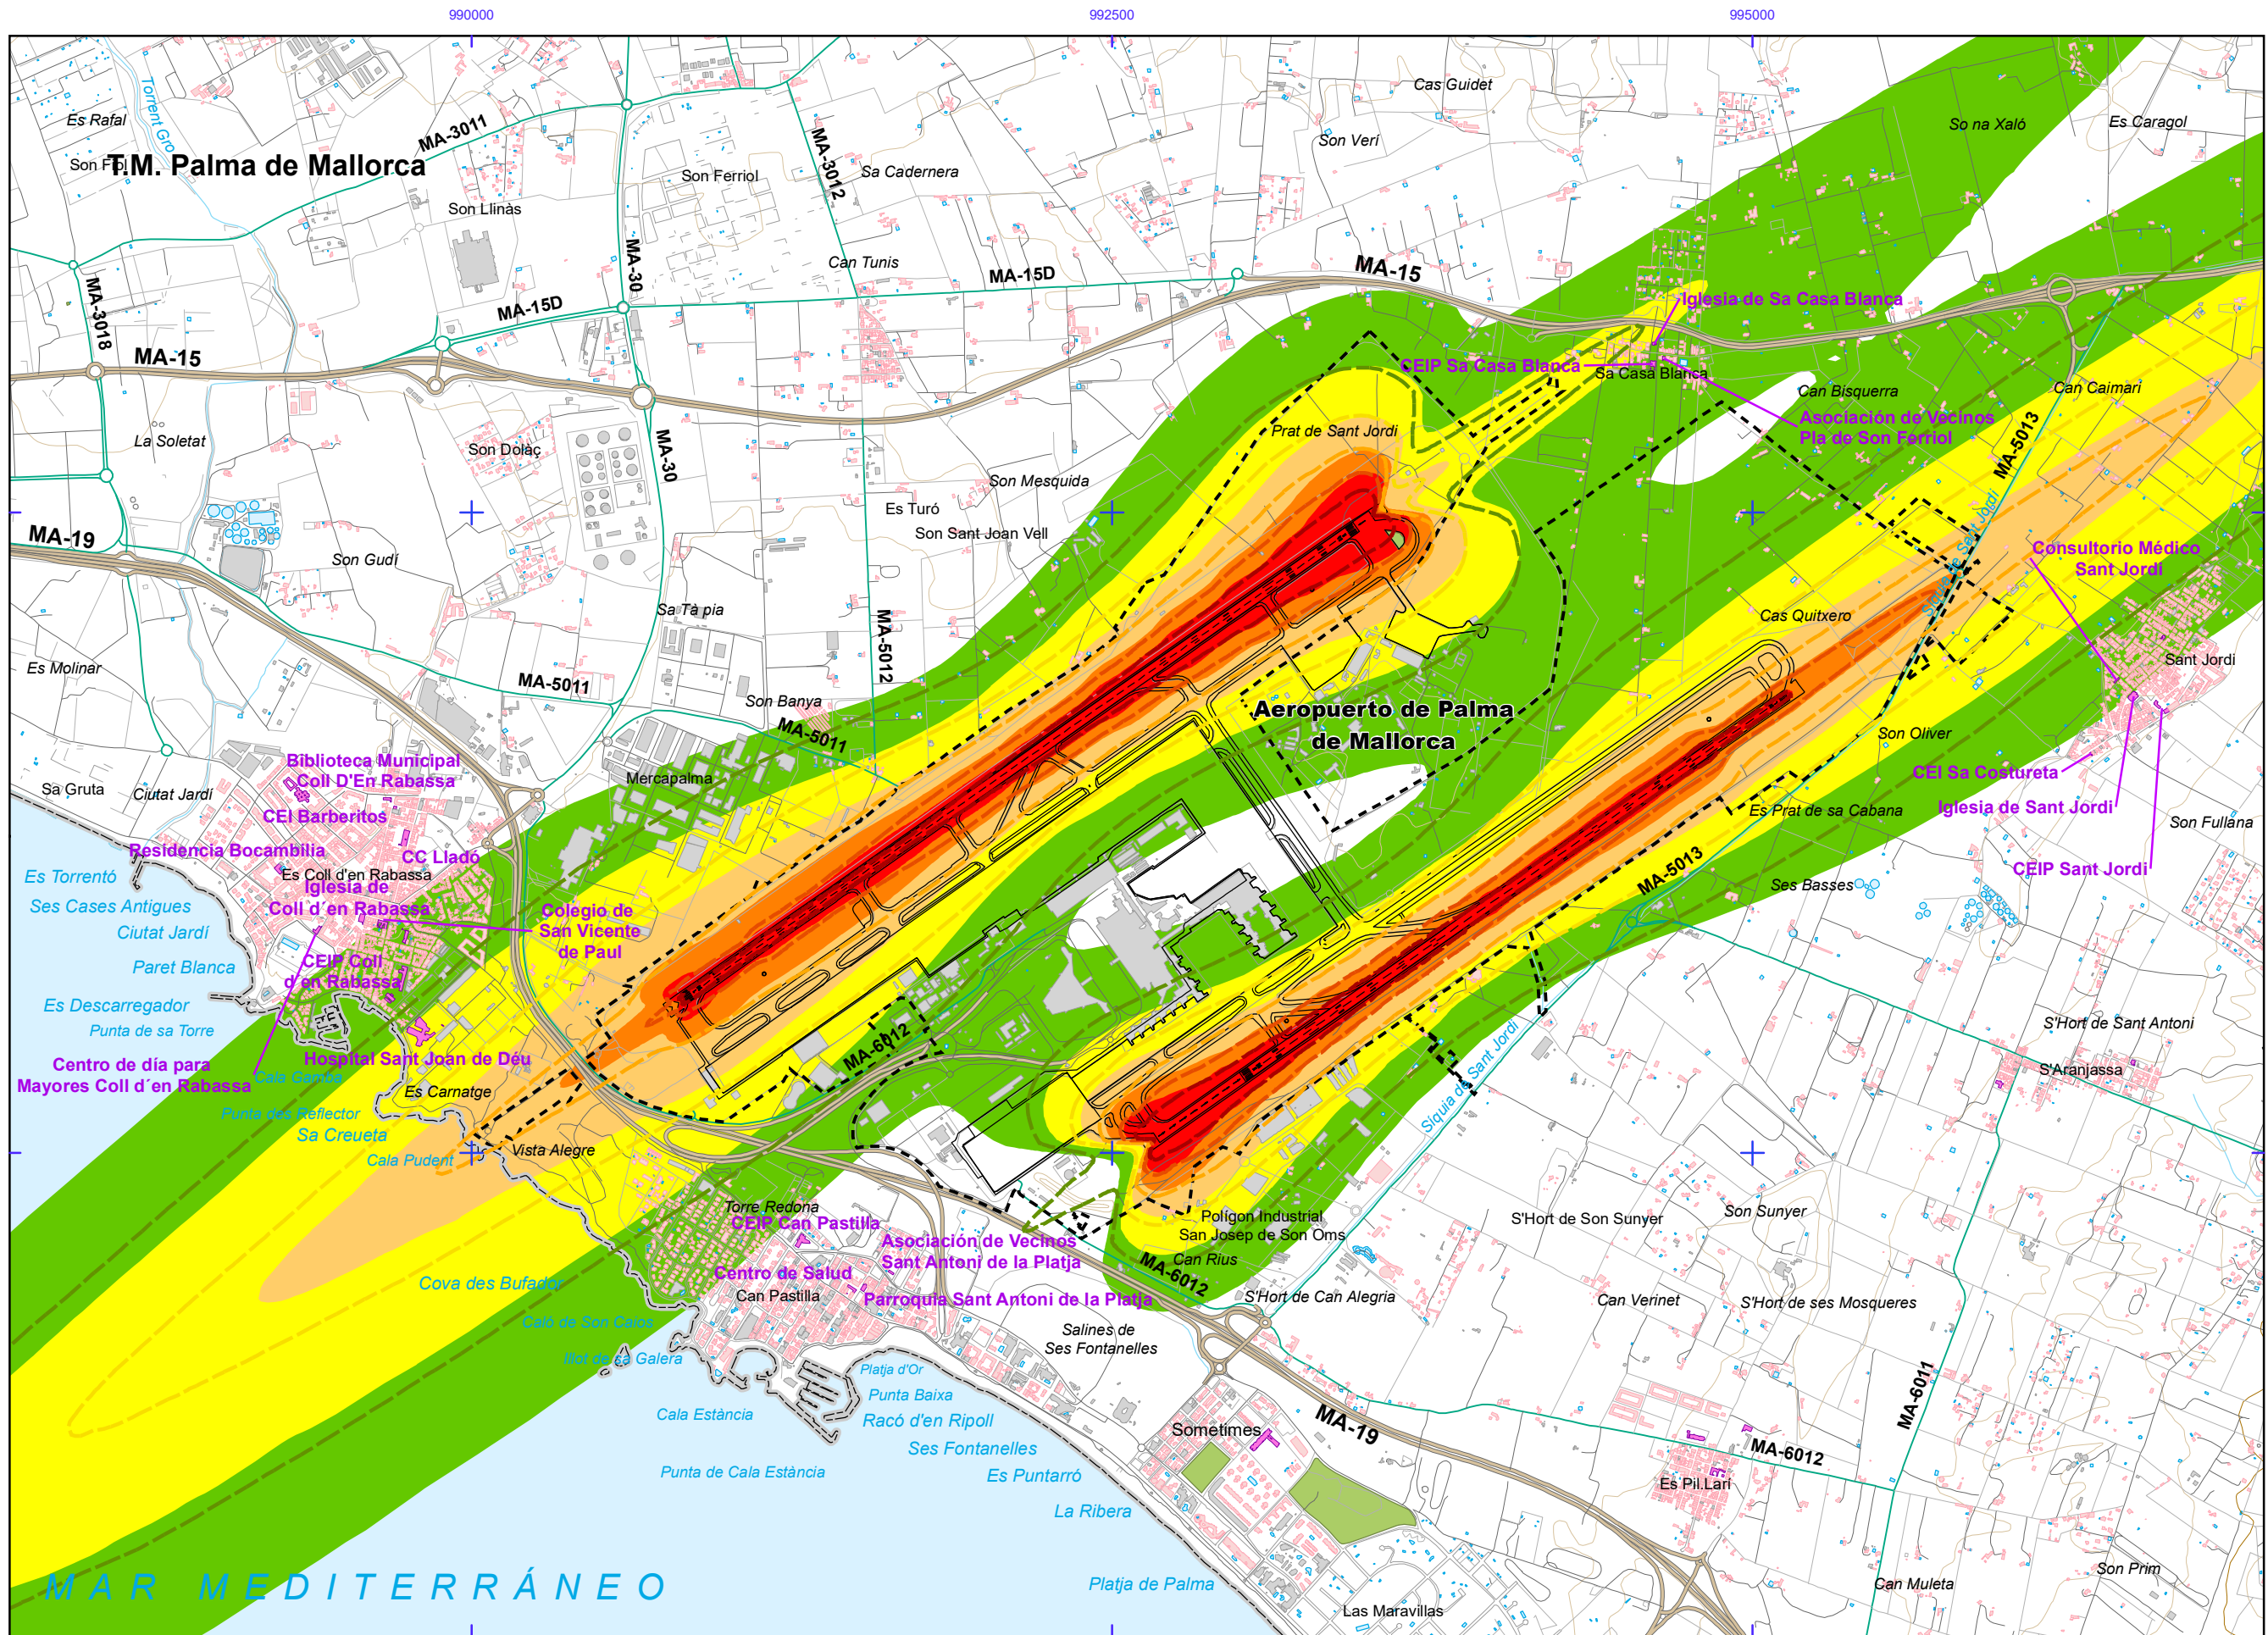 990000
992500
995000
Cas Guidet
Es Rafal
Torrent Gros
MA-3011
MA-3012
So na Xaló
Es Caragol
Son Verí
T.M. Palma de Mallorca
Son Ferriol
Sa Cadernera
Son Llinàs
MA-30
Can Tunis
MA-15D
MA-15
MA-3018
MA-15D
Iglesia de Sa Casa Blanca
MA-15
CEIP Sa Casa Blanca
Sa Casa Blanca
Can Bisquerra
Can Caimari
Asociación de Vecinos
Pla de Son Ferriol
La Soletat
Son Dolaç
MA-30
Prat de Sant Jordi
MA-5013
Son Mesquida
Es Turó
Son Sant Joan Vell
MA-19
Son Gudí
Síquia de Sant Jordi
Consultorio Médico
Sant Jordi
Sa Tà pia
MA-5012
Cas Quitxero
Es Molinar
MA-5011
Sant Jordi
Son Banya
Aeropuerto de Palma
de Mallorca
MA-5011
Son Oliver
Biblioteca Municipal
Coll D'En Rabassa
Mercapalma
CEI Sa Costureta
Sa Gruta
Ciutat Jardí
CEI Barberitos
Iglesia de Sant Jordi
Es Prat de sa Cabana
Son Fullana
Residencia Bocambilia
CC Lladó
CEIP Sant Jordi
Es Torrentó
Es Coll d'en Rabassa
MA-5013
Ses Basses
Iglesia de
Coll d´en Rabassa
Ses Cases Antigues
Colegio de
San Vicente
de Paul
Ciutat Jardí
Paret Blanca
CEIP Coll
d'en Rabassa
Es Descarregador
Punta de sa Torre
S'Hort de Sant Antoni
MA-6012
Síquia de Sant Jordi
Centro de día para
Mayores Coll d´en Rabassa
Hospital Sant Joan de Déu
Cala Gamba
S'Aranjassa
Es Carnatge
Punta des Reflector
Sa Creueta
Cala Pudent
Vista Alegre
Torre Redona
CEIP Can Pastilla
Polígon Industrial
San Josep de Son Oms
S'Hort de Son Sunyer
Son Sunyer
Asociación de Vecinos
Sant Antoni de la Platja
Can Rius
Cova des Bufador
Centro de Salud
MA-6012
Can Pastilla
Parroquia Sant Antoni de la Platja
S'Hort de Can Alegria
Can Verinet
S'Hort de ses Mosqueres
Caló de Son Caios
Salines de
Ses Fontanelles
Illot de sa Galera
Platja d'Or
Punta Baixa
MA-6011
Cala Estància
Racó d'en Ripoll
Sometimes
MA-19
Ses Fontanelles
MA-6012
Punta de Cala Estància
Es Puntarró
Es Pil.Larí
La Ribera
MAR MEDITERRÁNEO
Platja de Palma
Can Muleta
Son Prim
Las Maravillas